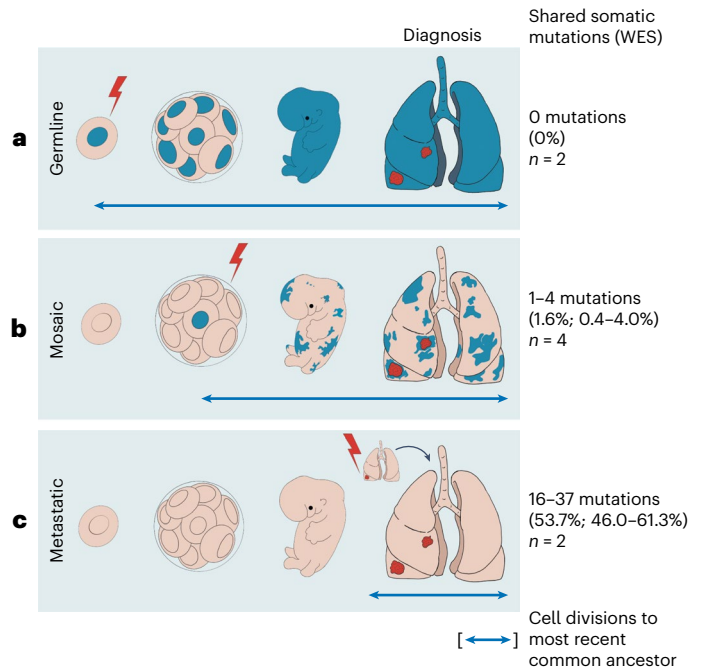 Diagnosis
Shared somatic
mutations (WES)
a
Germline
0 mutations
(0%)
n = 2
b
Mosaic
1–4 mutations
(1.6%; 0.4–4.0%)
n = 4
c
Metastatic
16–37 mutations
(53.7%; 46.0–61.3%)
n = 2
[ ]
Cell divisions to
most recent
common ancestor